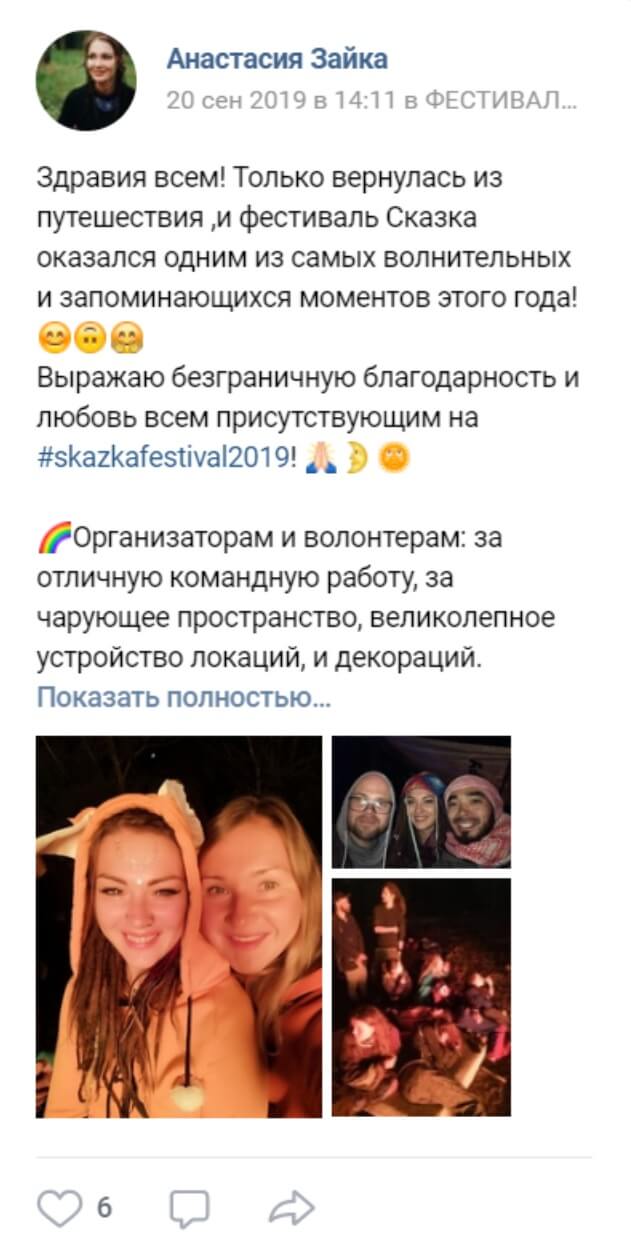 Анастасия Зайка
20 сен 2019 в 14:11 в ФЕСТИВАЛ...
Здравия всем! Только вернулась из
путешествия ,и фестиваль Сказка
оказался одним из самых волнительных
и запоминающихся моментов этого года!
😊🙃🤗
Выражаю безграничную благодарность и
любовь всем присутствующим на
#skazkafestival2019! 🙏🌛🌞
🌈Организаторам и волонтерам: за
отличную командную работу, за
чарующее пространство, великолепное
устройство локаций, и декораций.
Показать полностью...
6